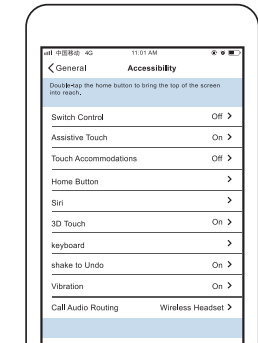 中国移动 4G 11:01 AM
General Accessibility
Double-tap the home button to bring the top of the screen
into reach.
Switch Control Off
Assistive Touch On
Touch Accommodations Off
Home Button
Siri
3D Touch On
keyboard
shake to Undo On
Vibration On
Call Audio Routing Wireless Headset